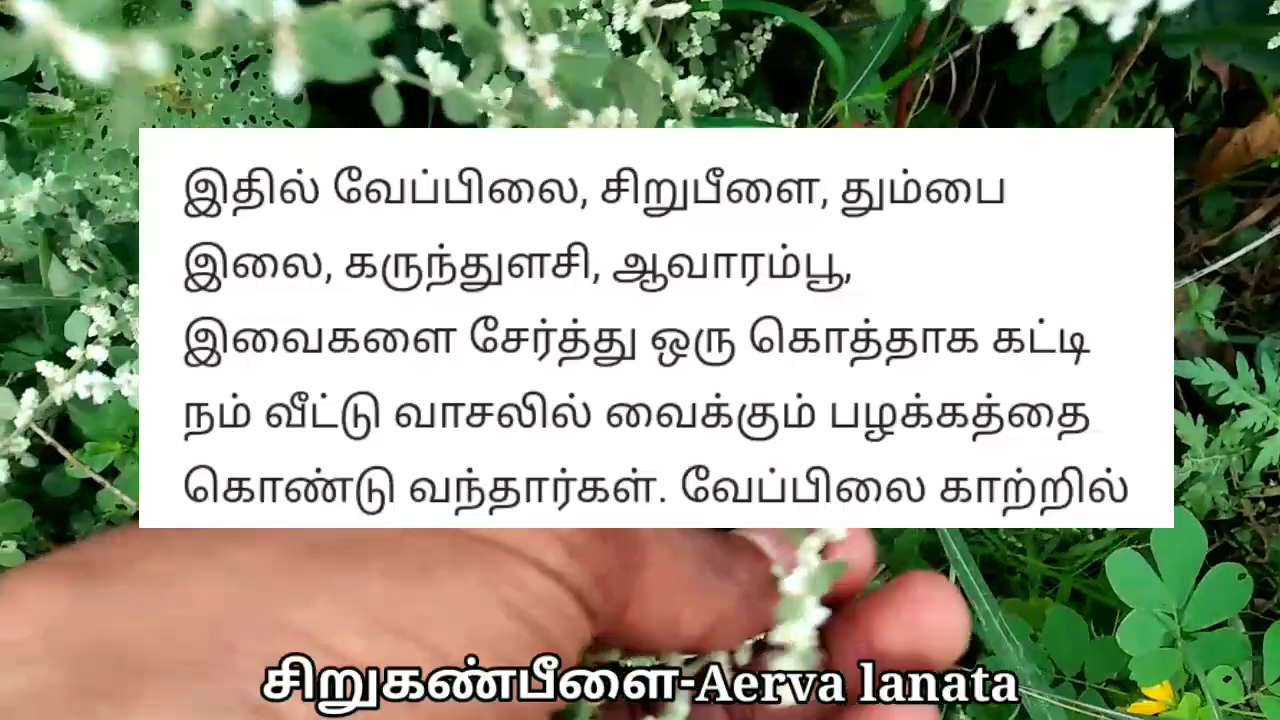 இதில் வேப்பிலை, சிறுபீளை, தும்பை
இலை, கருந்துளசி, ஆவாரம்பூ,
இவைகளை சேர்த்து ஒரு கொத்தாக கட்டி
நம் வீட்டு வாசலில் வைக்கும் பழக்கத்தை
கொண்டு வந்தார்கள். வேப்பிலை காற்றில்
சிறுகண்பீளை-Aerva lanata